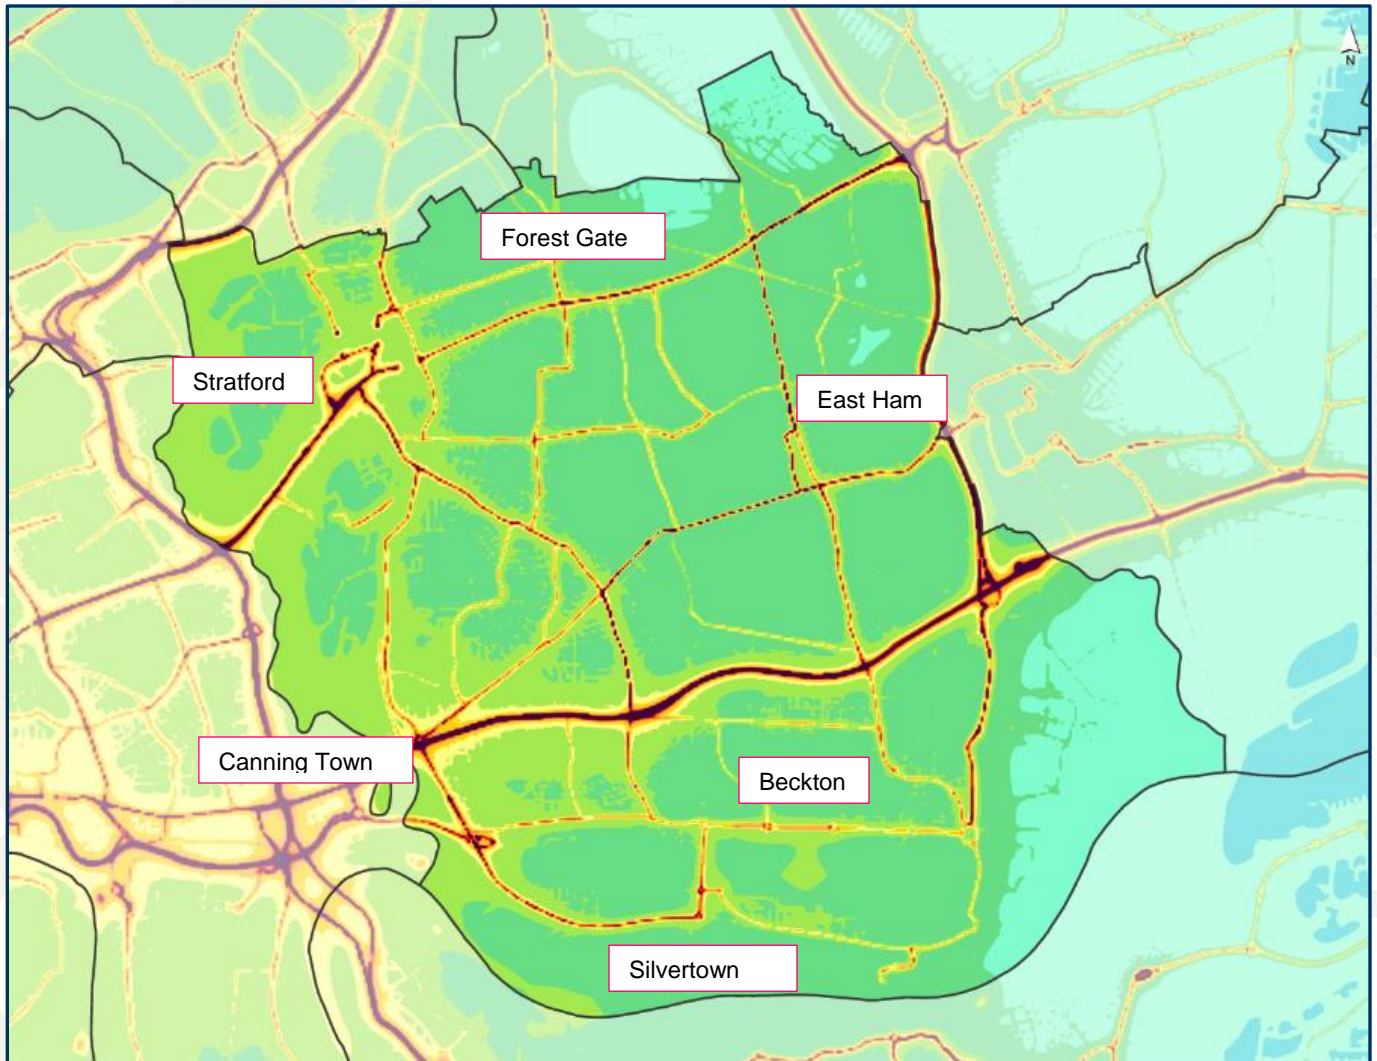 N
Forest Gate
Stratford
East Ham
Canning Town
Beckton
Silvertown